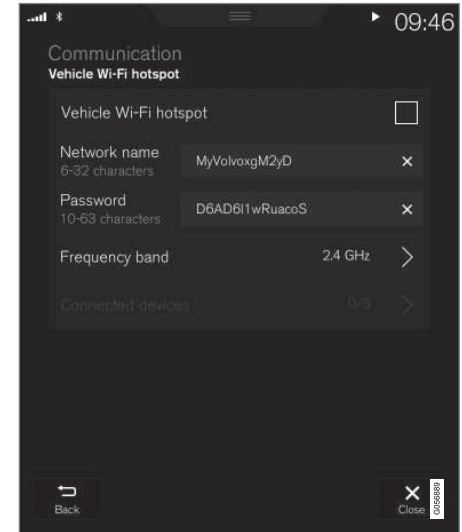 09:46
Communication
Vehicle Wi-Fi hotspot
Vehicle Wi-Fi hotspot
Network name
6-32 characters
MyVolvoxgM2yD
Password
10-63 characters
D6AD6l1wRuacoS
Frequency band
2.4 GHz
Connected devices
0/8
Back
Close
G056889